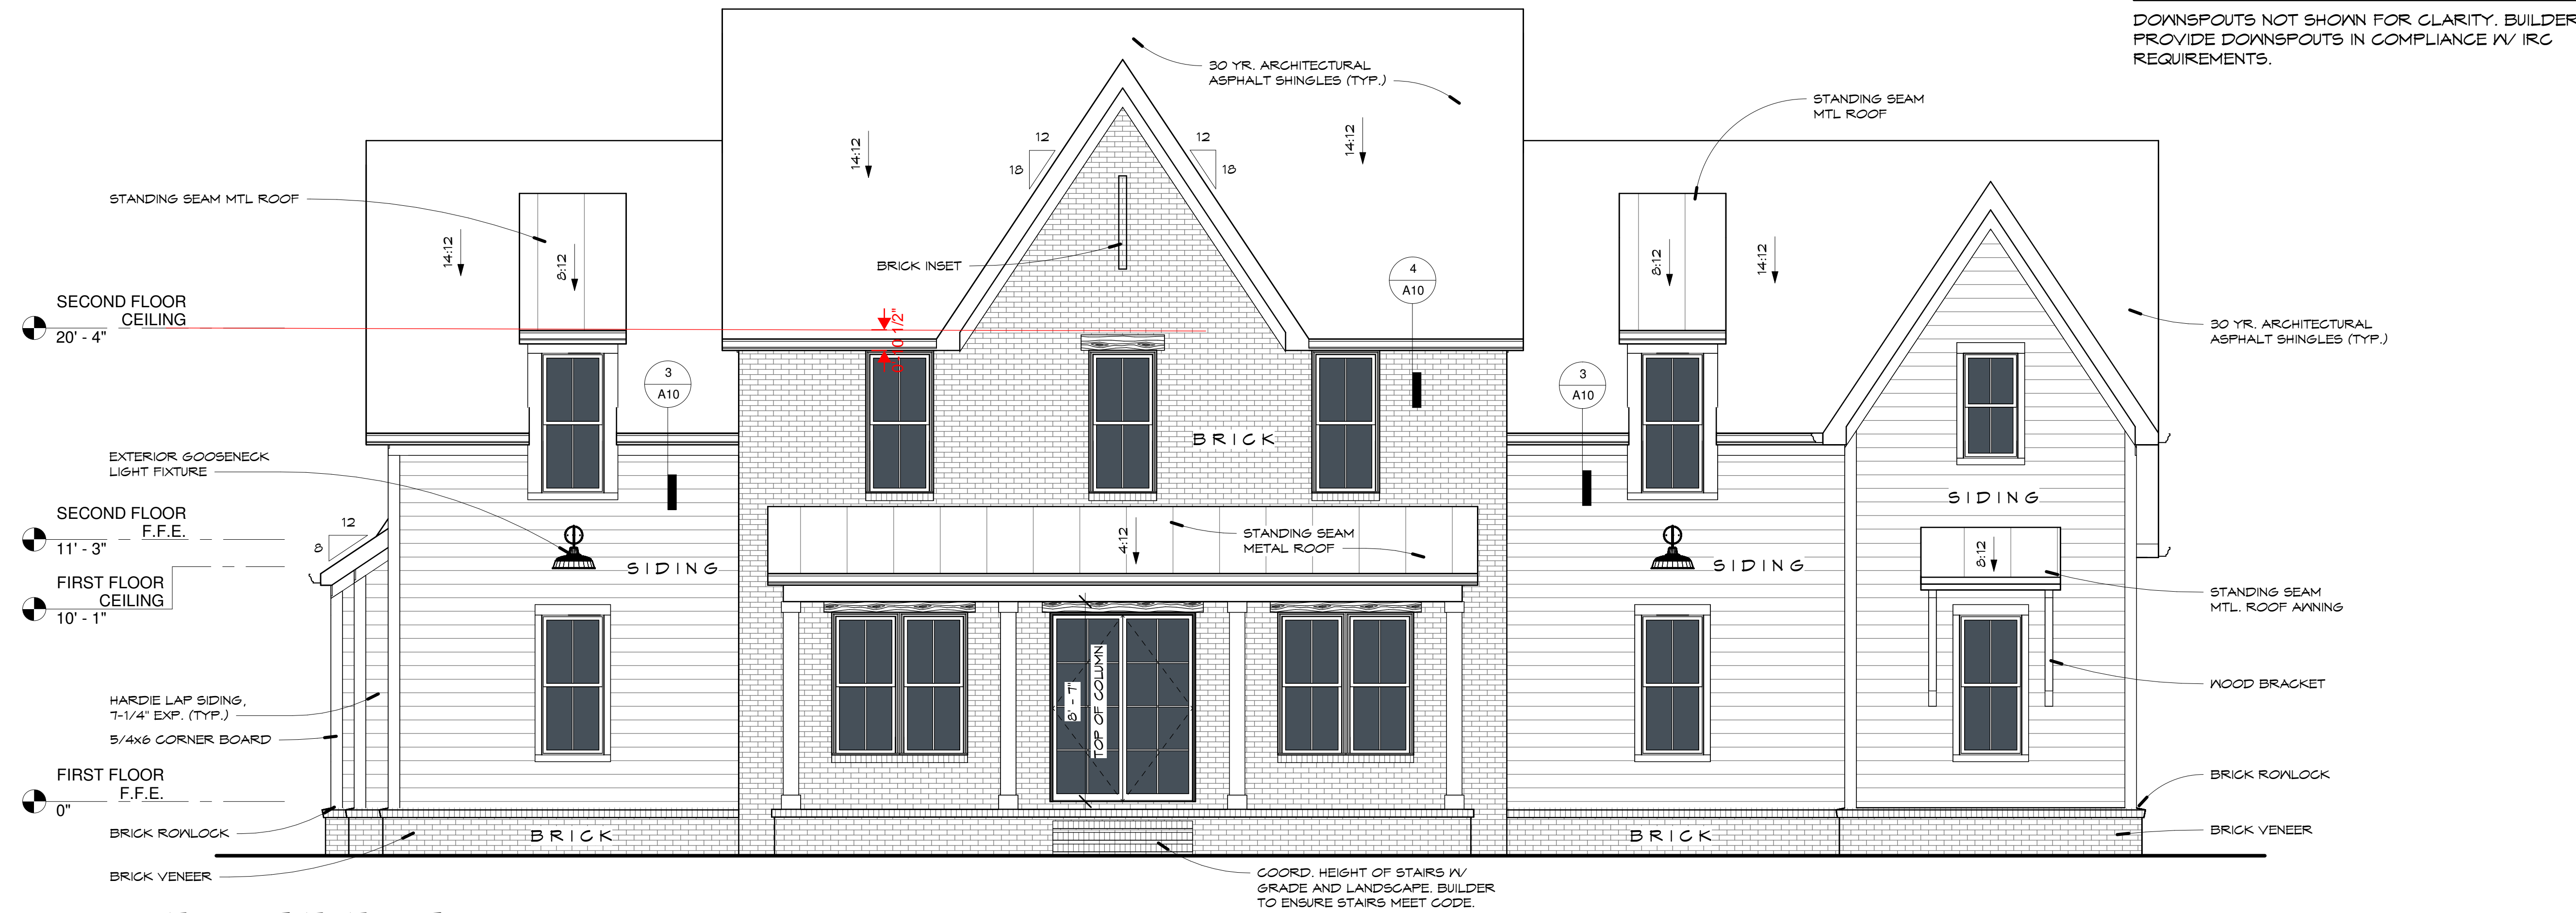 DOWNSPOUTS NOT SHOWN FOR CLARITY. BUILDER
PROVIDE DOWNSPOUTS IN COMPLIANCE W/ IRC
REQUIREMENTS.
30 YR. ARCHITECTURAL
ASPHALT SHINGLES (TYP.)
STANDING SEAM
MTL ROOF
12
18
12
18
14:12
14:12
STANDING SEAM MTL ROOF
14:12
8:12
BRICK INSET
8:12
14:12
4
A10
SECOND FLOOR
CEILING
20' - 4"
1/2"
30 YR. ARCHITECTURAL
ASPHALT SHINGLES (TYP.)
3
A10
3
A10
BRICK
EXTERIOR GOOSENECK
LIGHT FIXTURE
SIDING
SECOND FLOOR
F.F.E.
11' - 3"
12
8
4:12
STANDING SEAM
METAL ROOF
8:12
SIDING
SIDING
FIRST FLOOR
CEILING
10' - 1"
STANDING SEAM
MTL. ROOF AWNING
8' - 7"
TOP OF COLUMN
WOOD BRACKET
HARDIE LAP SIDING,
7-1/4" EXP. (TYP.)
5/4x6 CORNER BOARD
FIRST FLOOR
F.F.E.
0"
BRICK ROWLOCK
BRICK ROWLOCK
BRICK
BRICK
BRICK VENEER
BRICK VENEER
COORD. HEIGHT OF STAIRS W/
GRADE AND LANDSCAPE. BUILDER
TO ENSURE STAIRS MEET CODE.